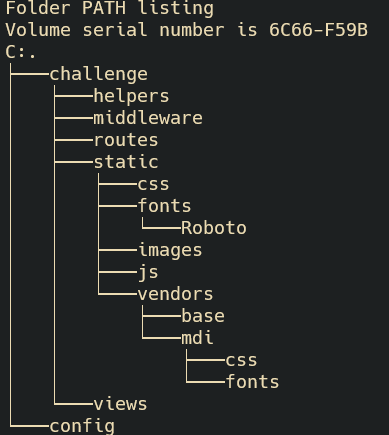 Folder PATH listing
Volume serial number is 6C66-F59B
C:.
├───challenge
│   ├───helpers
│   ├───middleware
│   ├───routes
│   ├───static
│   │   ├───css
│   │   ├───fonts
│   │   │   └───Roboto
│   │   ├───images
│   │   ├───js
│   │   └───vendors
│   │       ├───base
│   │       └───mdi
│   │           ├───css
│   │           └───fonts
│   └───views
└───config